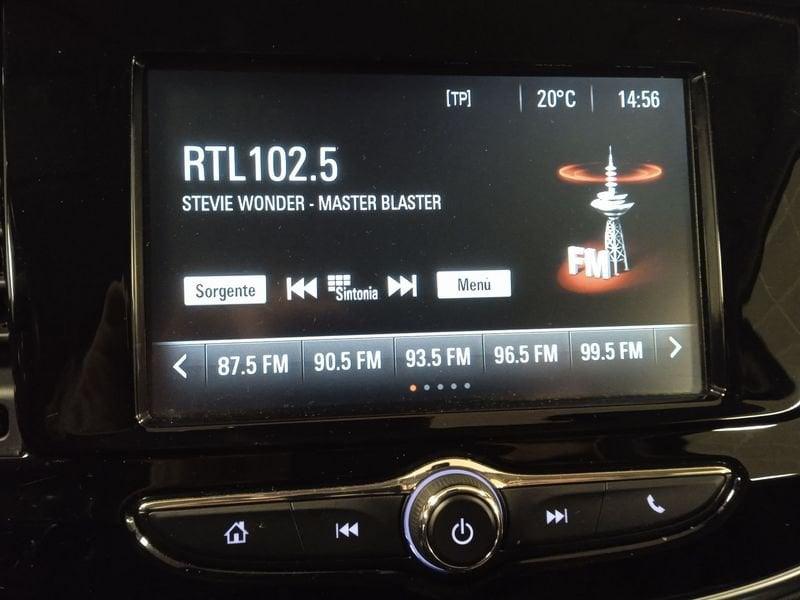 [TP] 20°C 14:56
RTL102.5
STEVIE WONDER - MASTER BLASTER
FM
Sorgente Sintonia Menù
87.5 FM 90.5 FM 93.5 FM 96.5 FM 99.5 FM